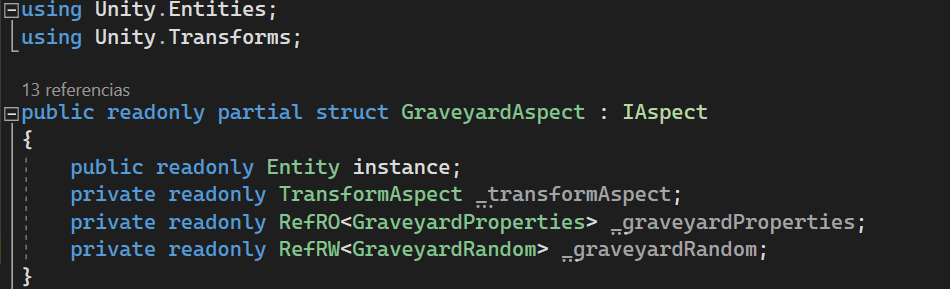 using Unity.Entities;
using Unity.Transforms;
13 referencias
public readonly partial struct GraveyardAspect : IAspect
{
public readonly Entity instance;
private readonly TransformAspect _transformAspect;
private readonly RefRO<GraveyardProperties> _graveyardProperties;
private readonly RefRW<GraveyardRandom> _graveyardRandom;
}